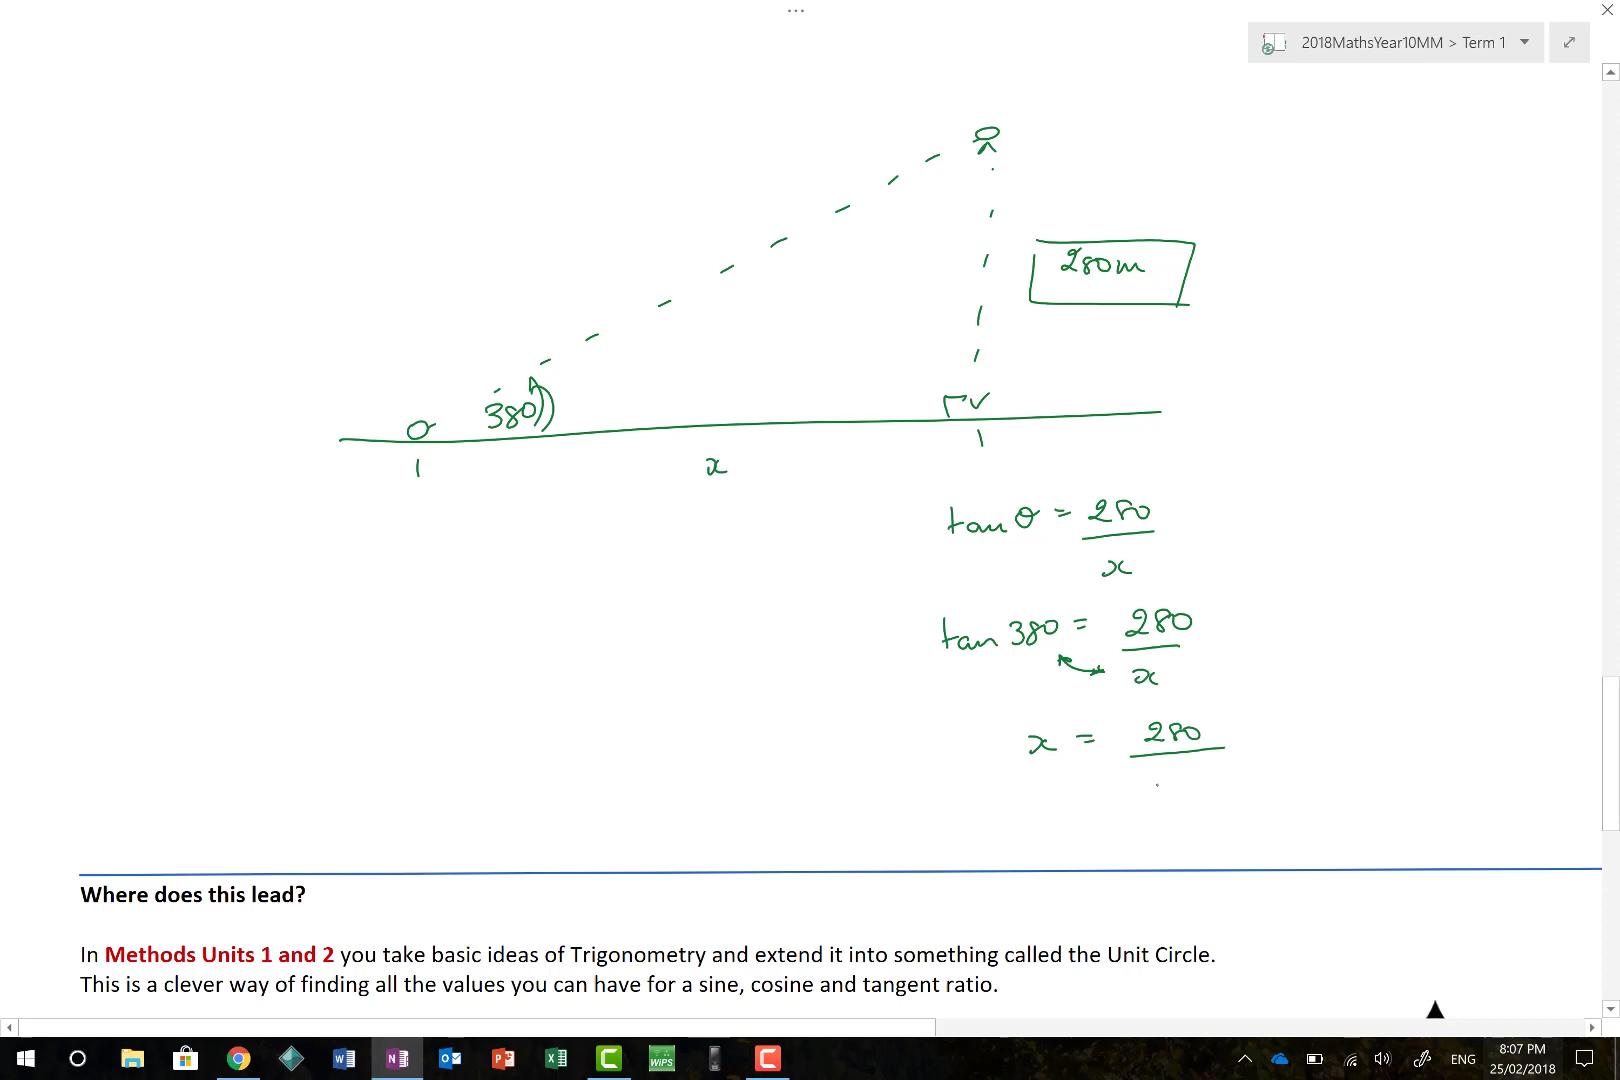 2018MathsYear10MM > Term 1
280m
380
x
tan θ = 280
x
tan 380 = 280
x
x = 280
Where does this lead?
In Methods Units 1 and 2 you take basic ideas of Trigonometry and extend it into something called the Unit Circle.
This is a clever way of finding all the values you can have for a sine, cosine and tangent ratio.
WiPS
ENG
8:07 PM
25/02/2018